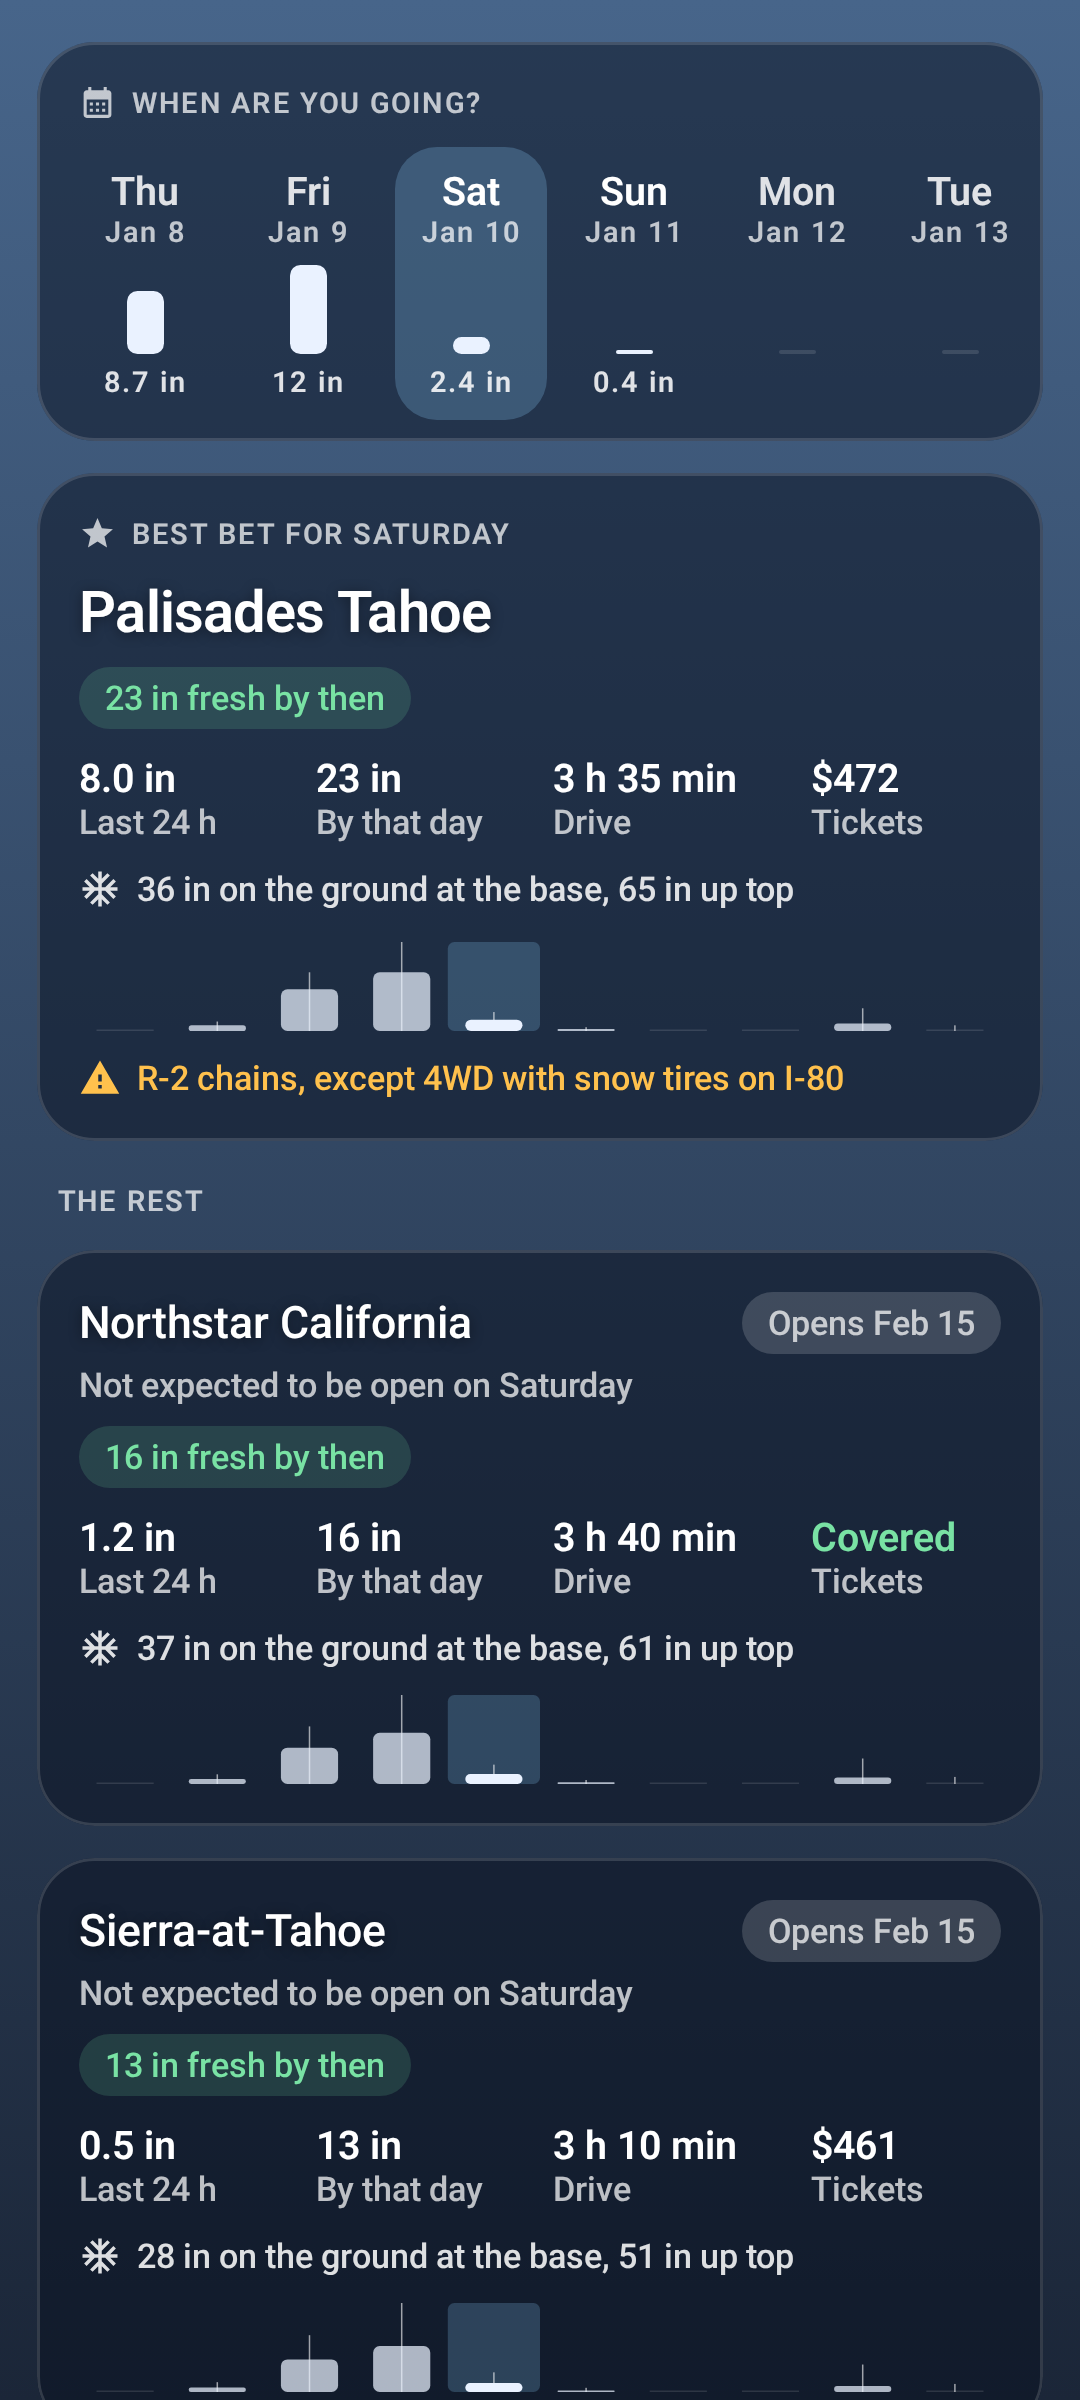 WHEN ARE YOU GOING?
Thu Fri Sat Sun Mon Tue
Jan 8 Jan 9 Jan 10 Jan 11 Jan 12 Jan 13
8.7 in 12 in 2.4 in 0.4 in
BEST BET FOR SATURDAY
Palisades Tahoe
23 in fresh by then
8.0 in 23 in 3 h 35 min $472
Last 24 h By that day Drive Tickets
36 in on the ground at the base, 65 in up top
R-2 chains, except 4WD with snow tires on I-80
THE REST
Northstar California Opens Feb 15
Not expected to be open on Saturday
16 in fresh by then
1.2 in 16 in 3 h 40 min Covered
Last 24 h By that day Drive Tickets
37 in on the ground at the base, 61 in up top
Sierra-at-Tahoe Opens Feb 15
Not expected to be open on Saturday
13 in fresh by then
0.5 in 13 in 3 h 10 min $461
Last 24 h By that day Drive Tickets
28 in on the ground at the base, 51 in up top